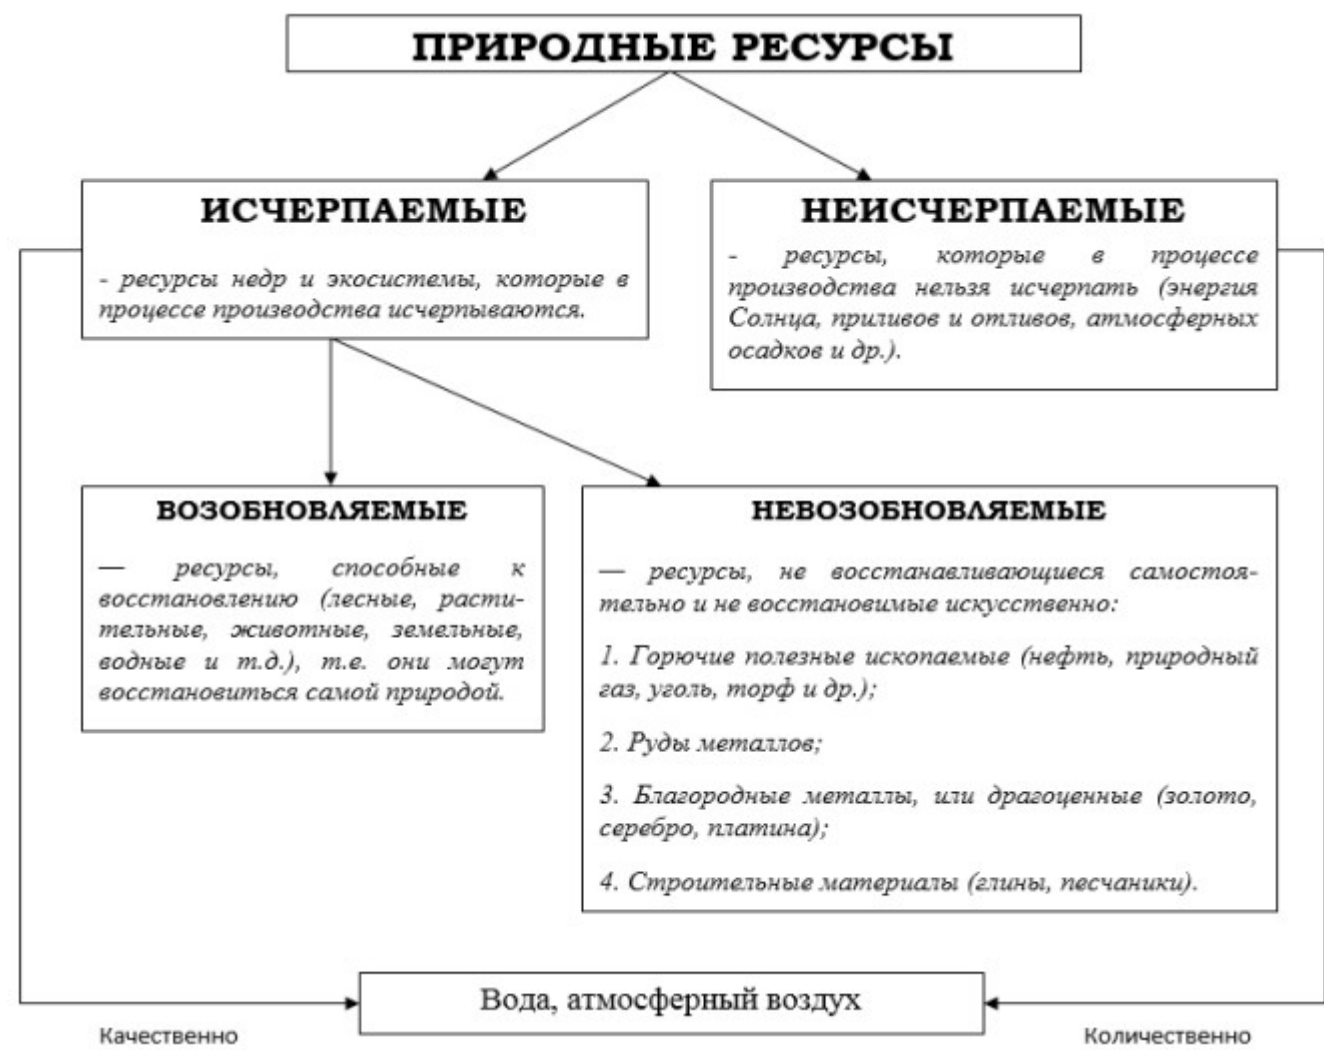 ПРИРОДНЫЕ РЕСУРСЫ
ИСЧЕРПАЕМЫЕ
- ресурсы недр и экосистемы, которые в
процессе производства исчерпываются.
НЕИСЧЕРПАЕМЫЕ
- ресурсы, которые в процессе
производства нельзя исчерпать (энергия
Солнца, приливов и отливов, атмосферных
осадков и др.).
ВОЗОБНОВЛЯЕМЫЕ
— ресурсы, способные к
восстановлению (лесные, расти-
тельные, животные, земельные,
водные и т.д.), т.е. они могут
восстановиться самой природой.
НЕВОЗОБНОВЛЯЕМЫЕ
— ресурсы, не восстанавливающиеся самостоя-
тельно и не восстановимые искусственно:
1. Горючие полезные ископаемые (нефть, природный
газ, уголь, торф и др.);
2. Руды металлов;
3. Благородные металлы, или драгоценные (золото,
серебро, платина);
4. Строительные материалы (глины, песчаники).
Вода, атмосферный воздух
Качественно
Количественно